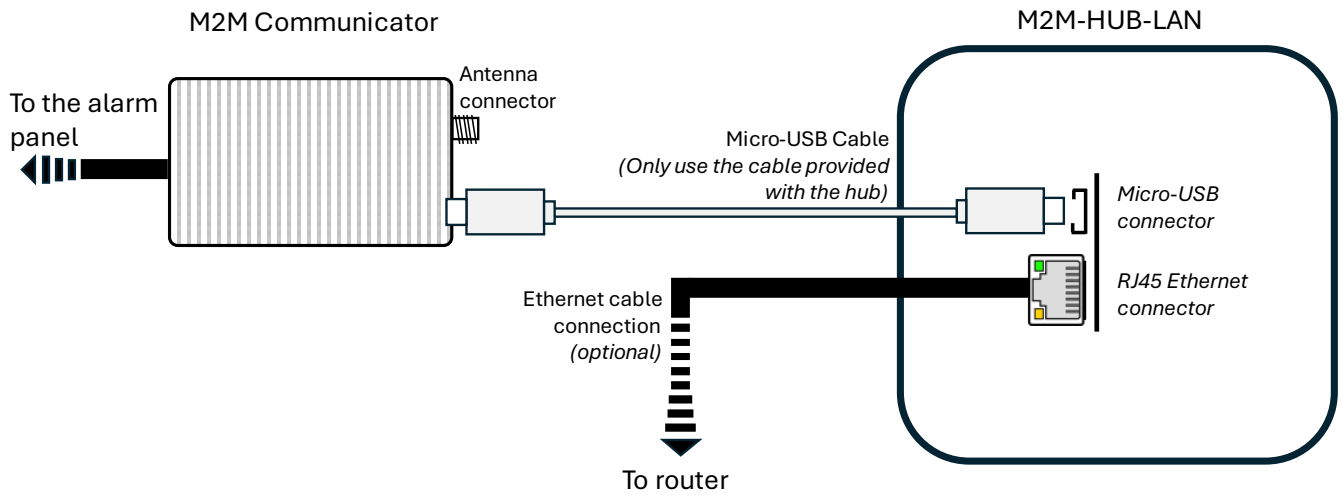 M2M Communicator
M2M-HUB-LAN
Antenna
connector
To the alarm
panel
Micro-USB Cable
(Only use the cable provided
with the hub)
Micro-USB
connector
RJ45 Ethernet
connector
Ethernet cable
connection
(optional)
To router